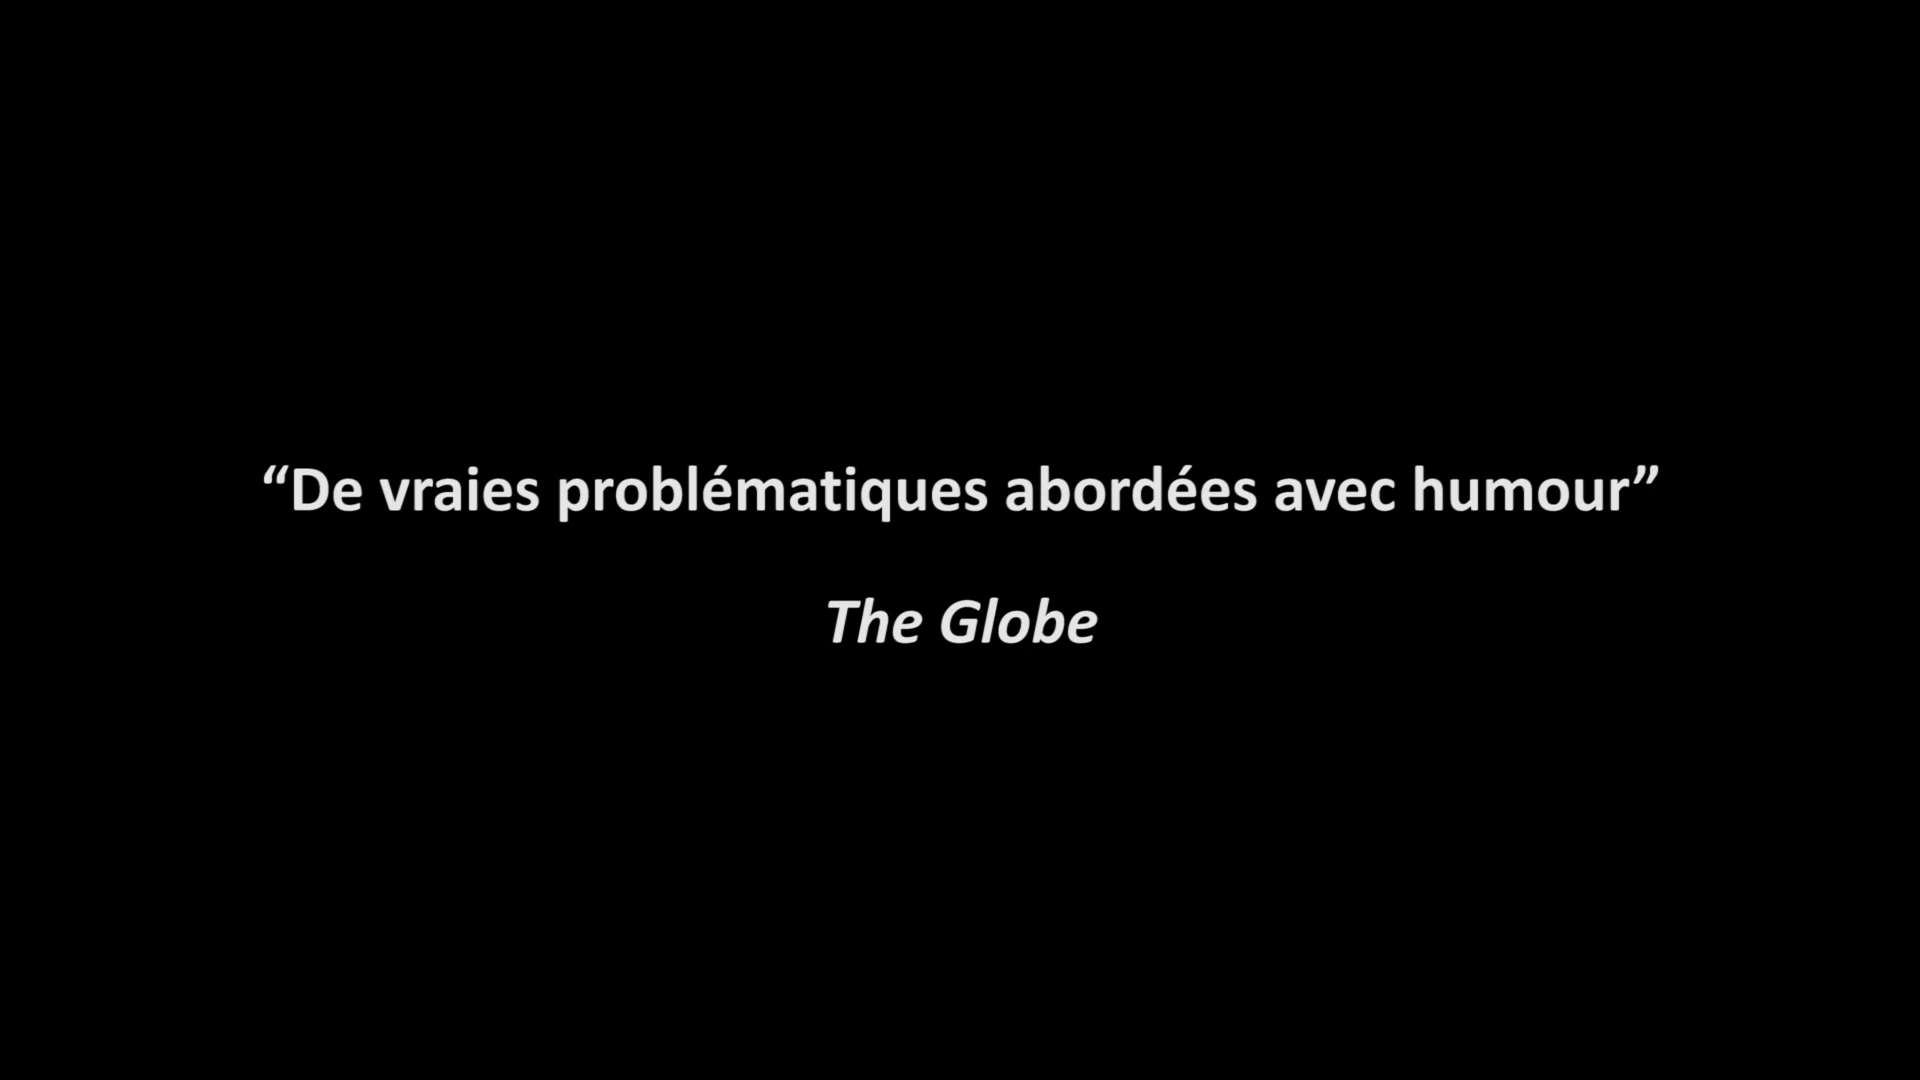 “De vraies problématiques abordées avec humour”
The Globe